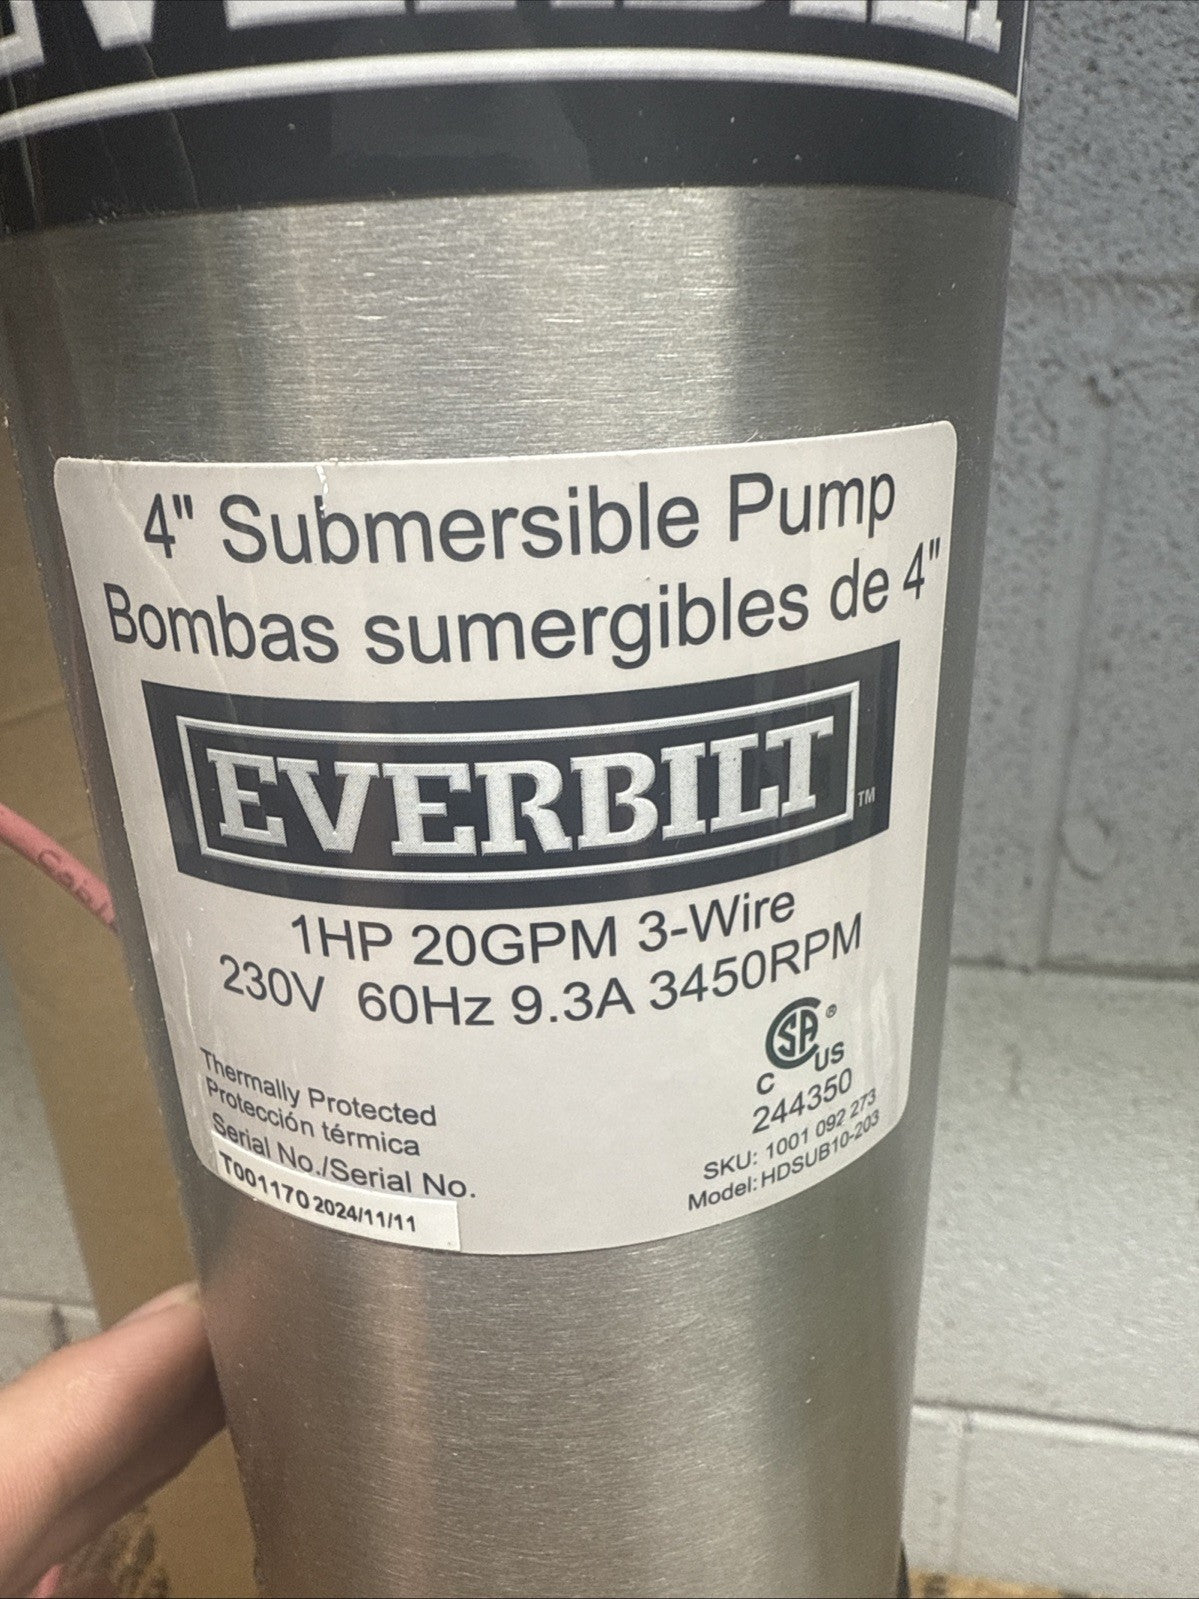 EVERBILT
4" Submersible Pump
Bombas sumergibles de 4"
EVERBILT™
1HP 20GPM 3-Wire
230V 60Hz 9.3A 3450RPM
Thermally Protected
Protección térmica
Serial No./Serial No.
T001170 2024/11/11
CSA®
C US
244350
SKU: 1001 092 273
Model: HDSUB10-203